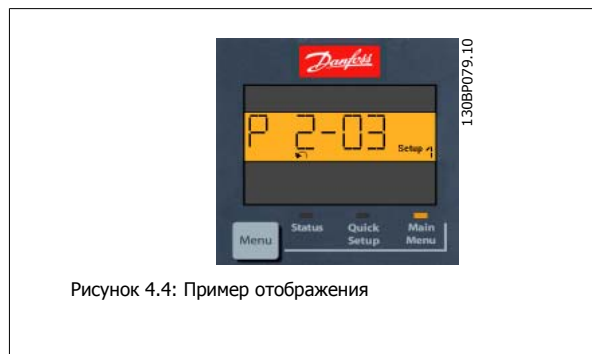 Danfoss
130BP079.10
P 2-03 Setup 1
Menu
Status
Quick Setup
Main Menu
Рисунок 4.4: Пример отображения